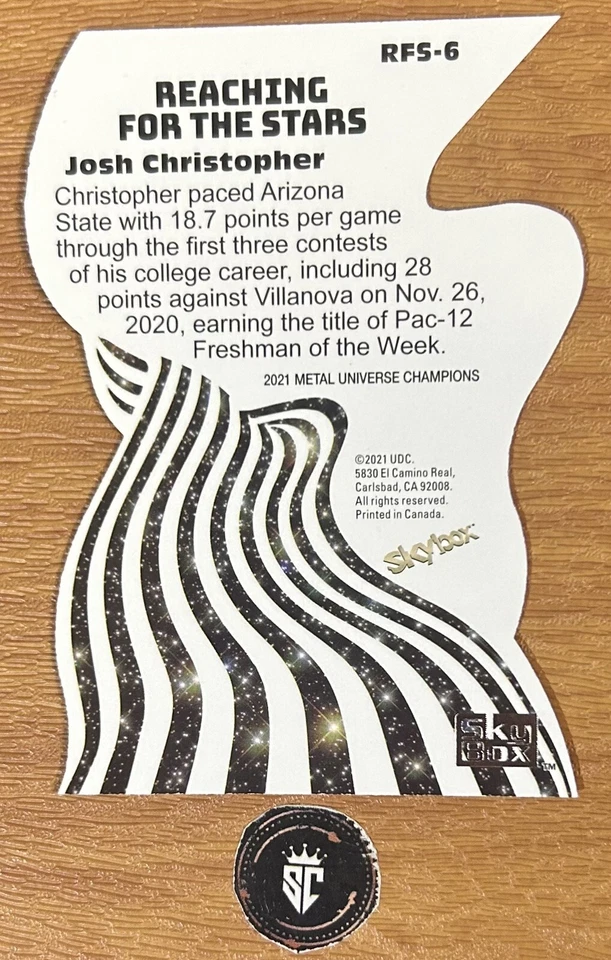 RFS-6
REACHING
FOR THE STARS
Josh Christopher
Christopher paced Arizona
State with 18.7 points per game
through the first three contests
of his college career, including 28
points against Villanova on Nov. 26,
2020, earning the title of Pac-12
Freshman of the Week.
2021 METAL UNIVERSE CHAMPIONS
©2021 UDC.
5830 El Camino Real,
Carlsbad, CA 92008.
All rights reserved.
Printed in Canada.
skybox™
SkyBOX™
SC